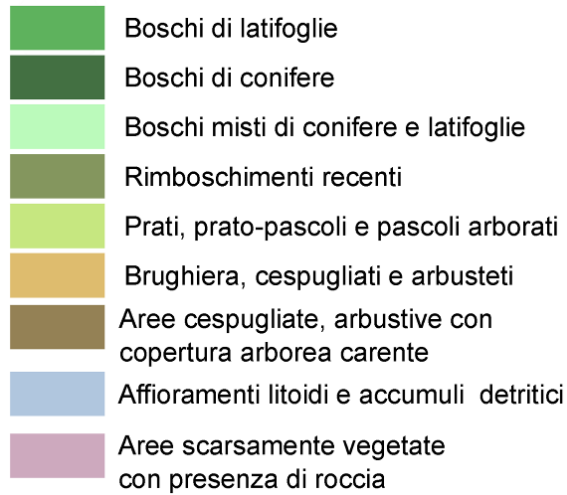 Boschi di latifoglie
Boschi di conifere
Boschi misti di conifere e latifoglie
Rimboschimenti recenti
Prati, prato-pascoli e pascoli arborati
Brughiera, cespugliati e arbusteti
Aree cespugliate, arbustive con
copertura arborea carente
Affioramenti litoidi e accumuli  detritici
Aree scarsamente vegetate
con presenza di roccia